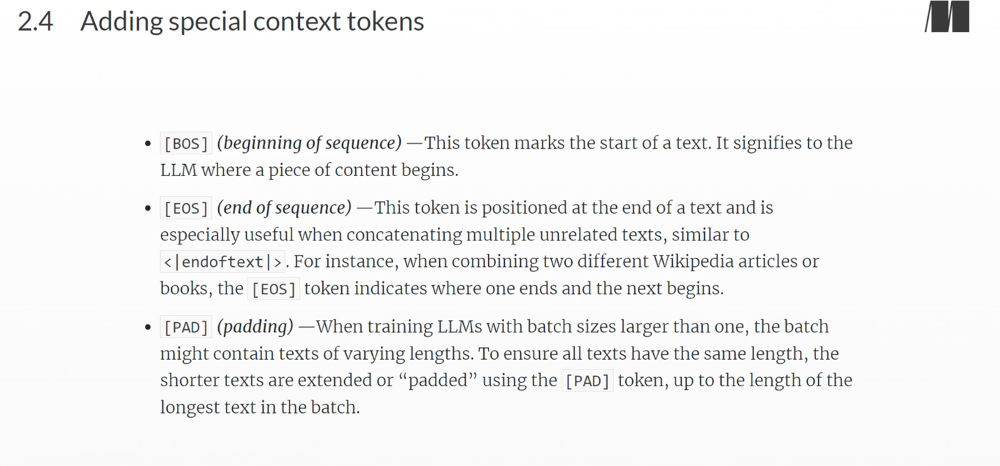 2.4 Adding special context tokens
• [BOS] (beginning of sequence) —This token marks the start of a text. It signifies to the
LLM where a piece of content begins.
• [EOS] (end of sequence) —This token is positioned at the end of a text and is
especially useful when concatenating multiple unrelated texts, similar to
<|endoftext|>. For instance, when combining two different Wikipedia articles or
books, the [EOS] token indicates where one ends and the next begins.
• [PAD] (padding) —When training LLMs with batch sizes larger than one, the batch
might contain texts of varying lengths. To ensure all texts have the same length, the
shorter texts are extended or “padded” using the [PAD] token, up to the length of the
longest text in the batch.